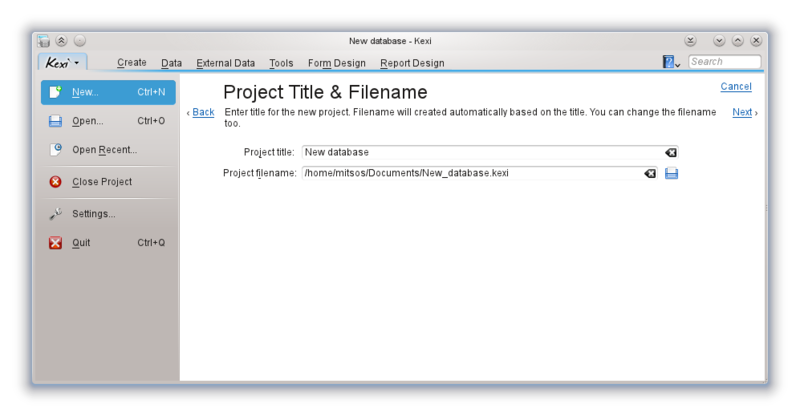 New database - Kexi
Kexi Create Data External Data Tools Form Design Report Design ? Search
New... Ctrl+N
Open... Ctrl+O
Open Recent...
Close Project
Settings...
Quit Ctrl+Q
Project Title & Filename
Cancel
‹ Back
Enter title for the new project. Filename will created automatically based on the title. You can change the filename
too.
Next ›
Project title: New database
Project filename: /home/mitsos/Documents/New_database.kexi